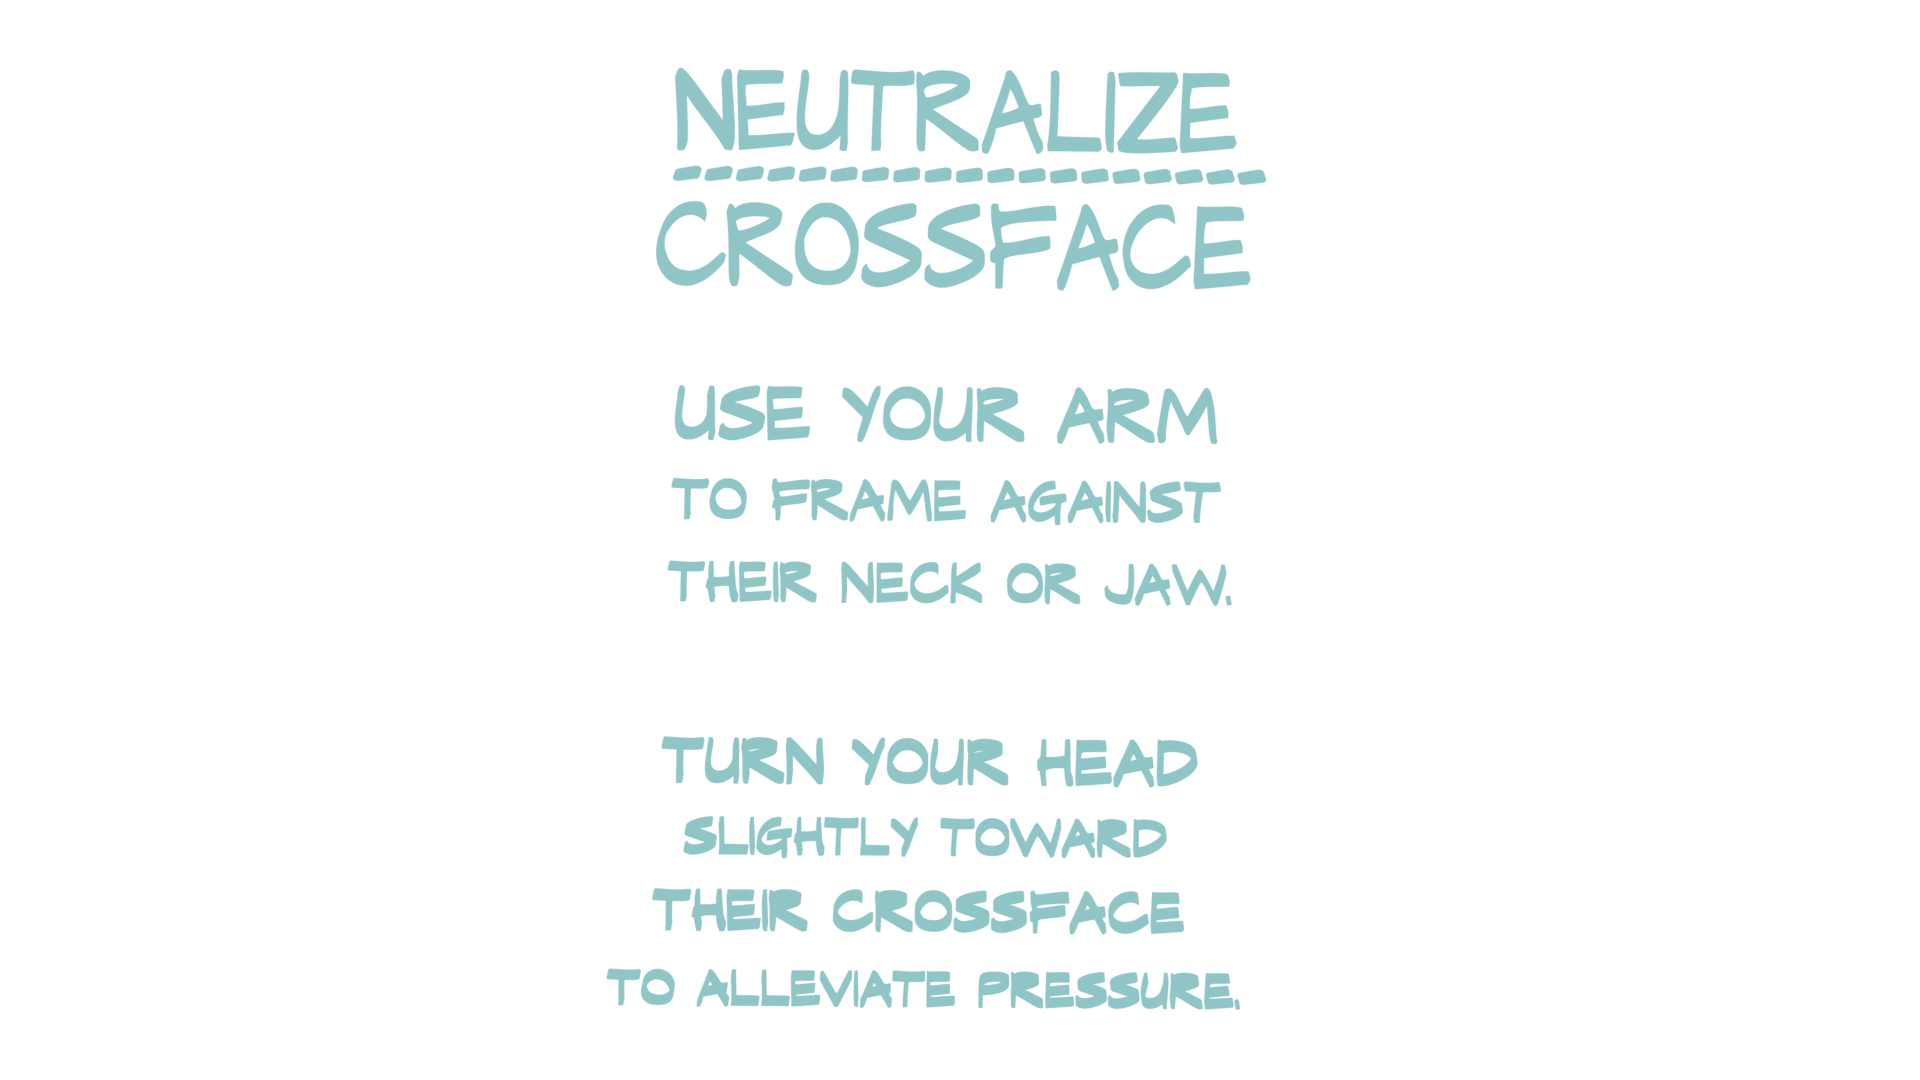 NEUTRALIZE
CROSSFACE
USE YOUR ARM
TO FRAME AGAINST
THEIR NECK OR JAW.
TURN YOUR HEAD
SLIGHTLY TOWARD
THEIR CROSSFACE
TO ALLEVIATE PRESSURE.